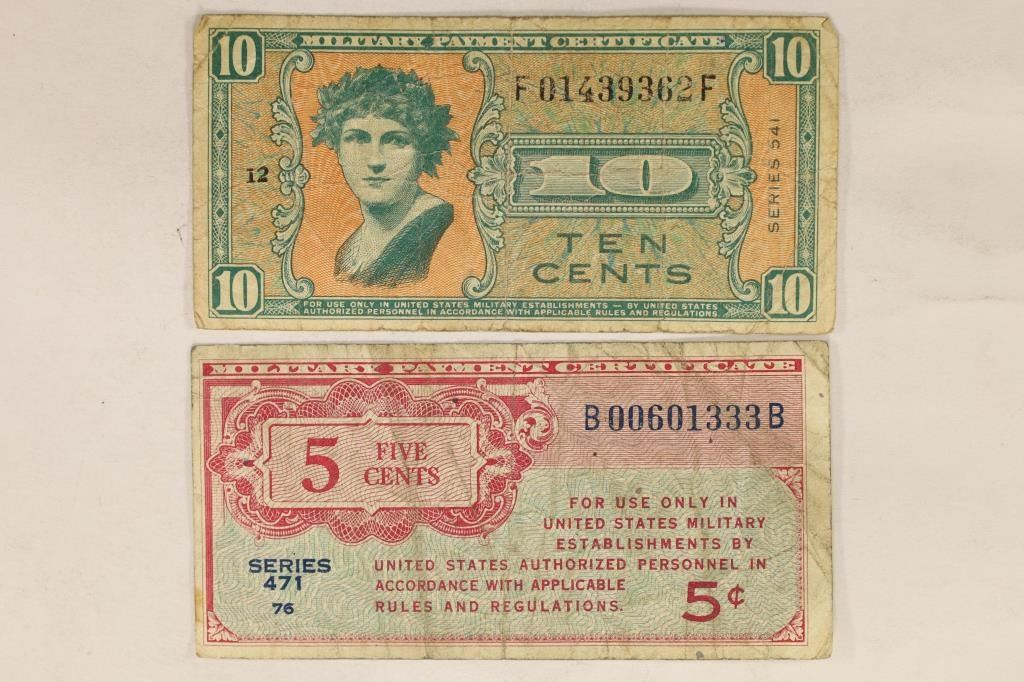 10 MILITARY PAYMENT CERTIFICATE 10
F 01439362 F
12
10
SERIES 541
TEN
CENTS
10 10
FOR USE ONLY IN UNITED STATES MILITARY ESTABLISHMENTS — BY UNITED STATES
AUTHORIZED PERSONNEL IN ACCORDANCE WITH APPLICABLE RULES AND REGULATIONS.
MILITARY PAYMENT CERTIFICATE
B00601333B
5 FIVE
CENTS
FOR USE ONLY IN
UNITED STATES MILITARY
ESTABLISHMENTS BY
UNITED STATES AUTHORIZED PERSONNEL IN
ACCORDANCE WITH APPLICABLE
RULES AND REGULATIONS.
SERIES
471
76
5¢